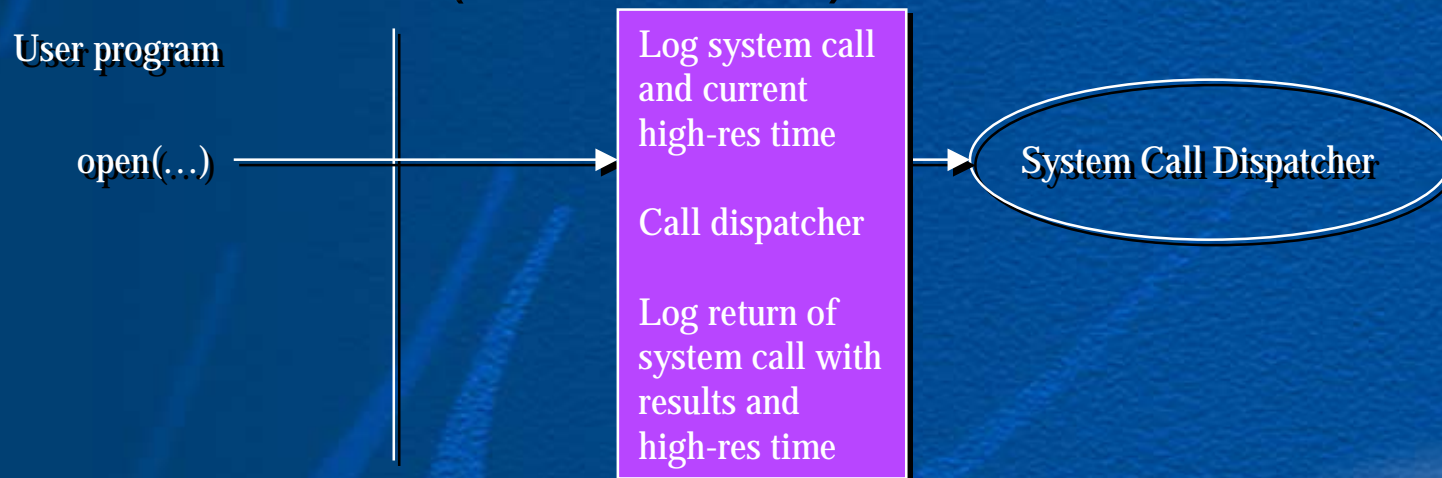 User program
open(…)
Log system call
and current
high-res time
Call dispatcher
Log return of
system call with
results and
high-res time
System Call Dispatcher